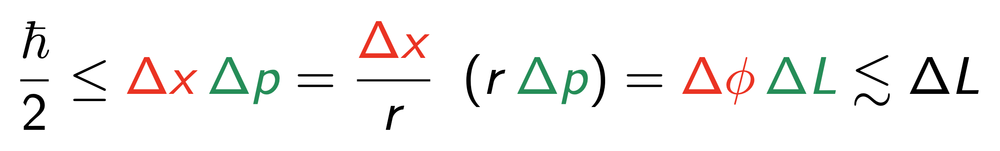 ħ/2 ≤ Δx Δp = Δx/r (r Δp) = Δϕ ΔL ≲ ΔL